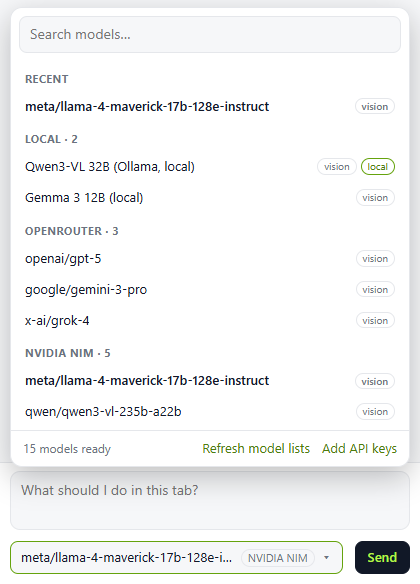 Search models...
RECENT
meta/llama-4-maverick-17b-128e-instruct vision
LOCAL · 2
Qwen3-VL 32B (Ollama, local) vision local
Gemma 3 12B (local) vision
OPENROUTER · 3
openai/gpt-5 vision
google/gemini-3-pro vision
x-ai/grok-4 vision
NVIDIA NIM · 5
meta/llama-4-maverick-17b-128e-instruct vision
qwen/qwen3-vl-235b-a22b vision
15 models ready Refresh model lists Add API keys
What should I do in this tab?
meta/llama-4-maverick-17b-128e-i... NVIDIA NIM Send